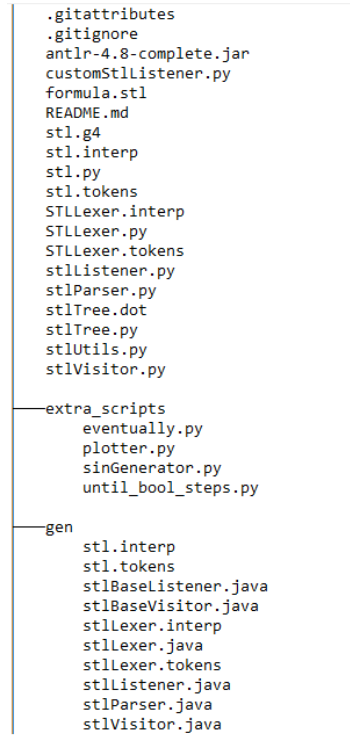 .gitattributes
.gitignore
antlr-4.8-complete.jar
customStlListener.py
formula.stl
README.md
stl.g4
stl.interp
stl.py
stl.tokens
STLLexer.interp
STLLexer.py
STLLexer.tokens
stlListener.py
stlParser.py
stlTree.dot
stlTree.py
stlUtils.py
stlVisitor.py
extra_scripts
eventually.py
plotter.py
sinGenerator.py
until_bool_steps.py
gen
stl.interp
stl.tokens
stlBaseListener.java
stlBaseVisitor.java
stlLexer.interp
stlLexer.java
stlLexer.tokens
stlListener.java
stlParser.java
stlVisitor.java